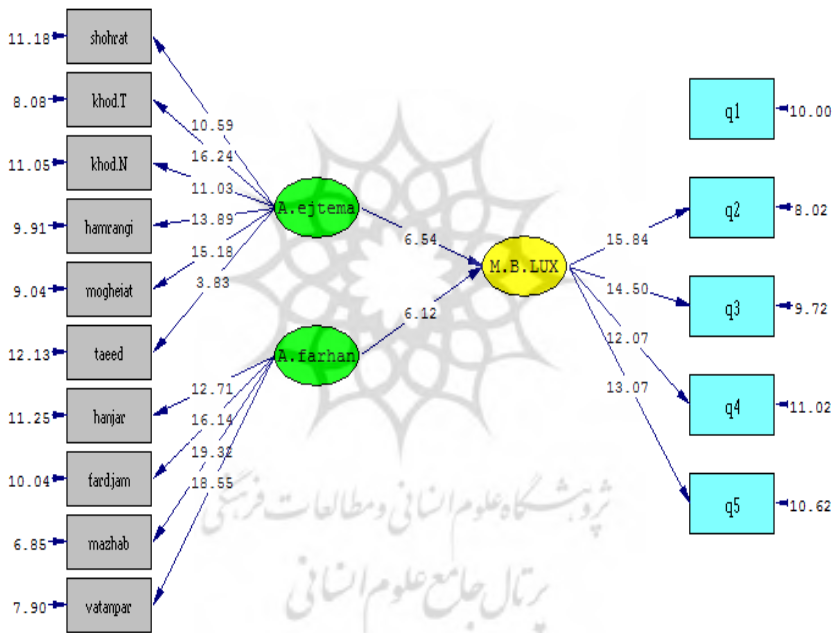 11.18 shohrat
8.08 khod.T
11.05 khod.N
9.91 hamrangi
9.04 mogheiat
12.13 taeed
11.25 hanjar
10.04 fardjam
6.85 mazhab
7.90 vatanpar
10.59
16.24
11.03
13.89
15.18
3.83
12.71
16.14
19.32
18.55
A.ejtema
A.farhan
6.54
6.12
M.B.LUX
15.84
14.50
12.07
13.07
q1 10.00
q2 8.02
q3 9.72
q4 11.02
q5 10.62
پژوهشگاه علوم انسانی و مطالعات فرهنگی
پرتال جامع علوم انسانی